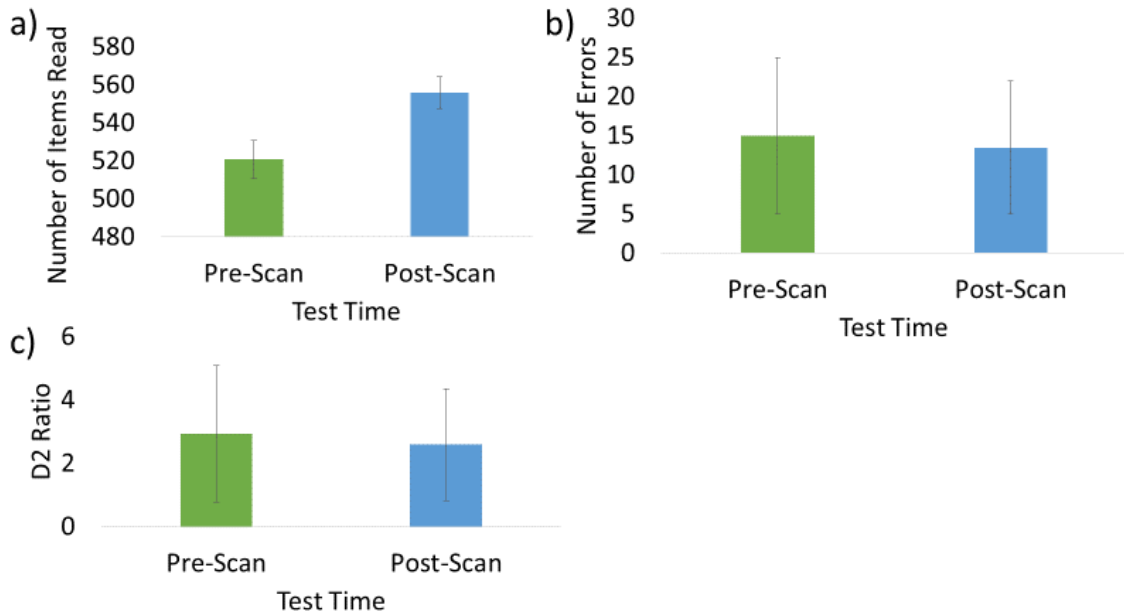 a)
Number of Items Read
580
560
540
520
500
480
Pre-Scan Post-Scan
Test Time
b)
Number of Errors
30
25
20
15
10
5
0
Pre-Scan Post-Scan
Test Time
c)
D2 Ratio
6
4
2
0
Pre-Scan Post-Scan
Test Time